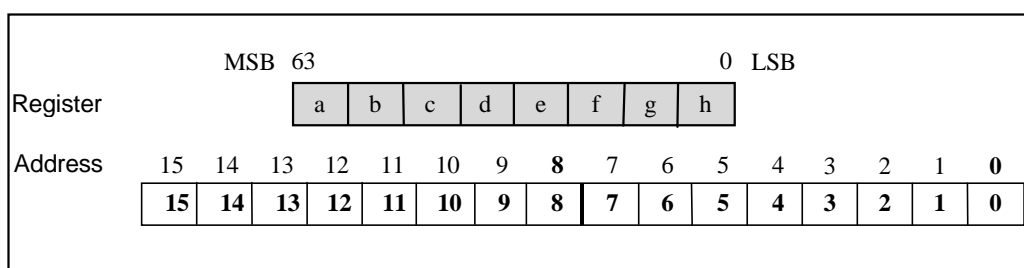 MSB 63 0 LSB
Register a b c d e f g h
Address 15 14 13 12 11 10 9 8 7 6 5 4 3 2 1 0
15 14 13 12 11 10 9 8 7 6 5 4 3 2 1 0